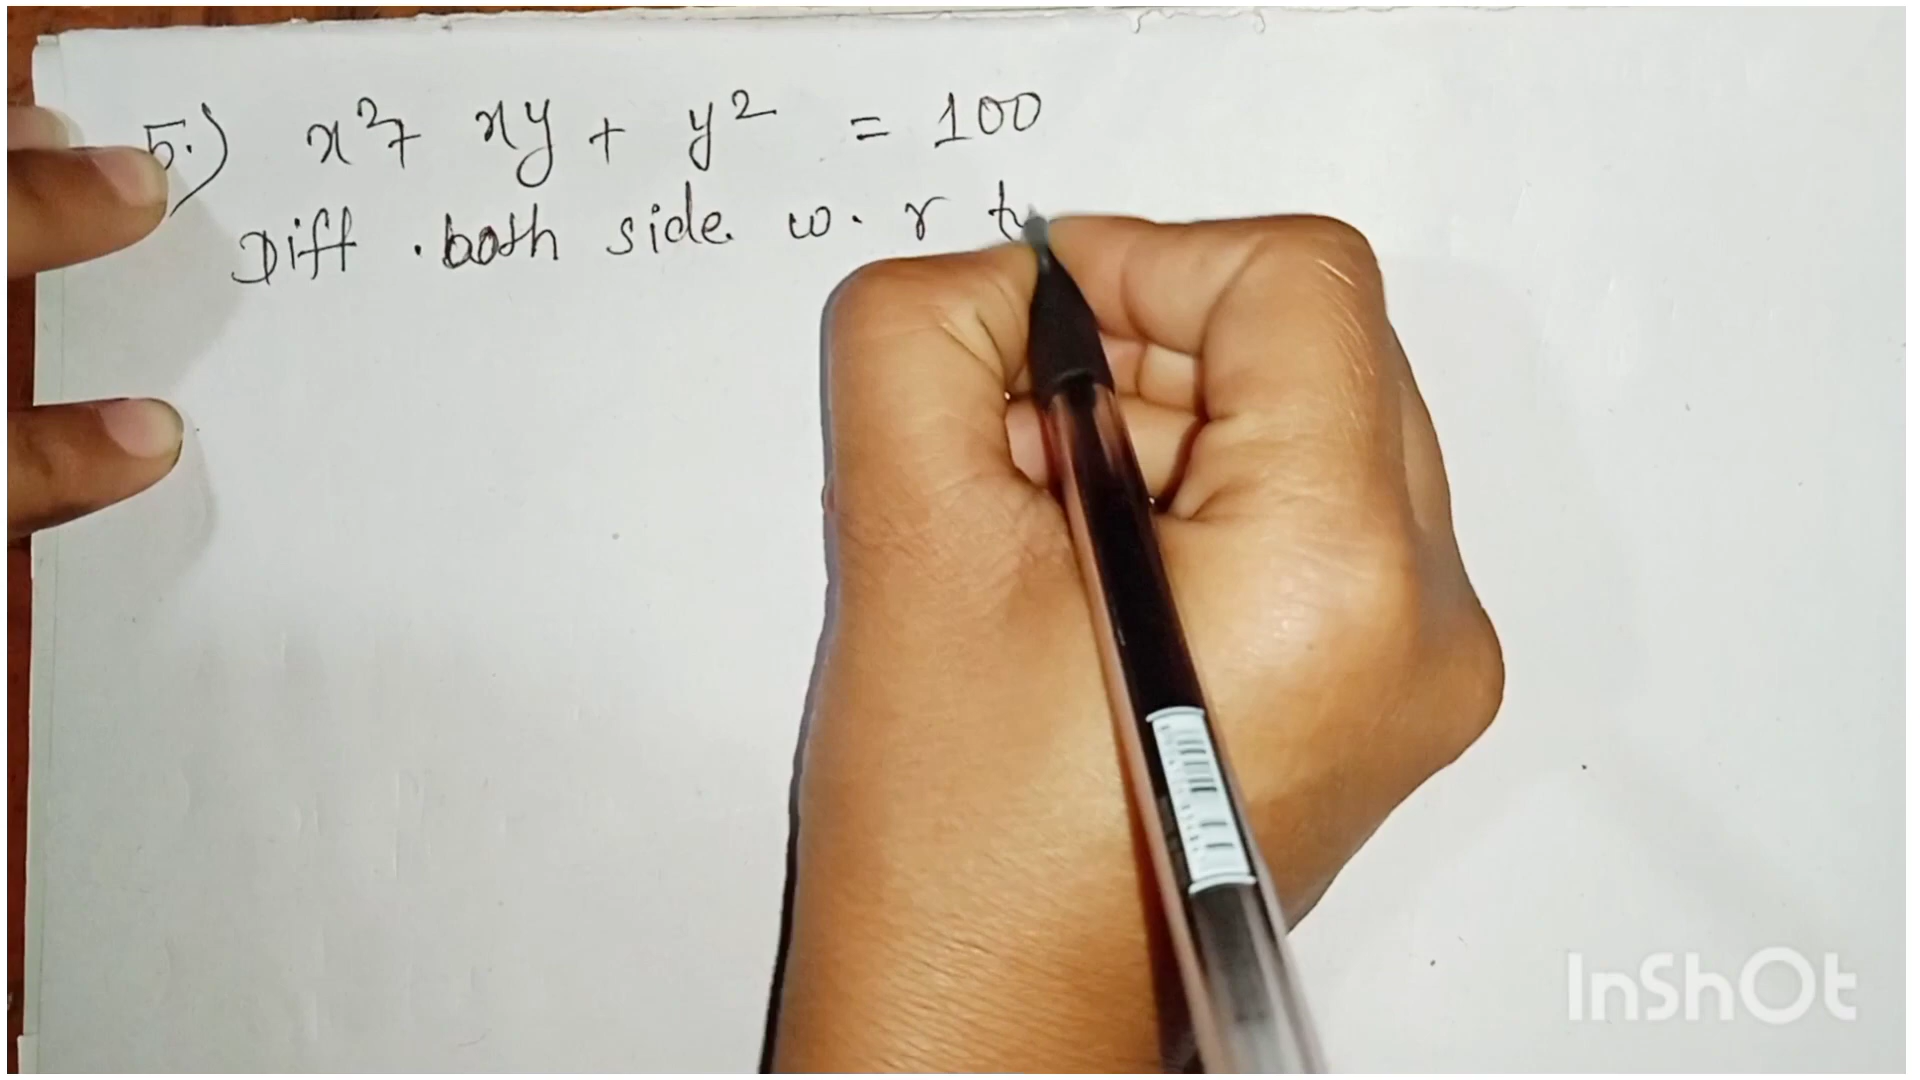 5.) x² + xy + y² = 100
Diff. both side w. r t
InShOt